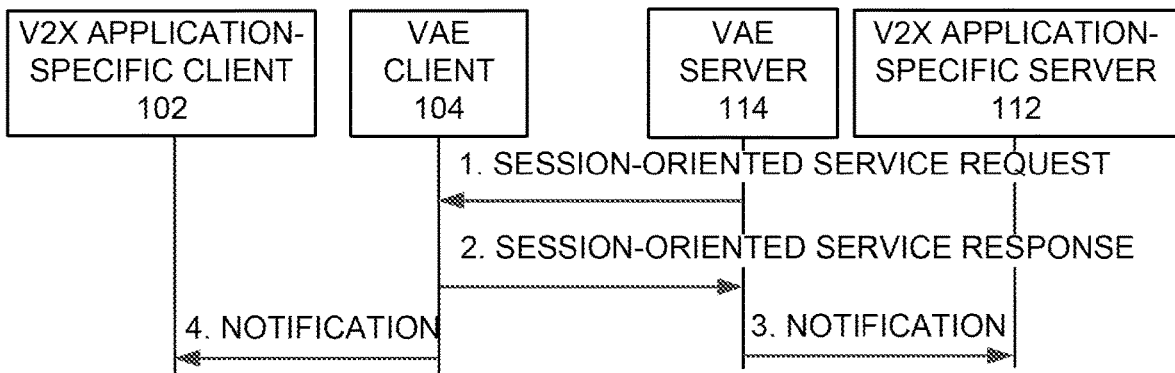 V2X APPLICATION-
SPECIFIC CLIENT
102
VAE
CLIENT
104
VAE
SERVER
114
V2X APPLICATION-
SPECIFIC SERVER
112
1. SESSION-ORIENTED SERVICE REQUEST
2. SESSION-ORIENTED SERVICE RESPONSE
4. NOTIFICATION
3. NOTIFICATION